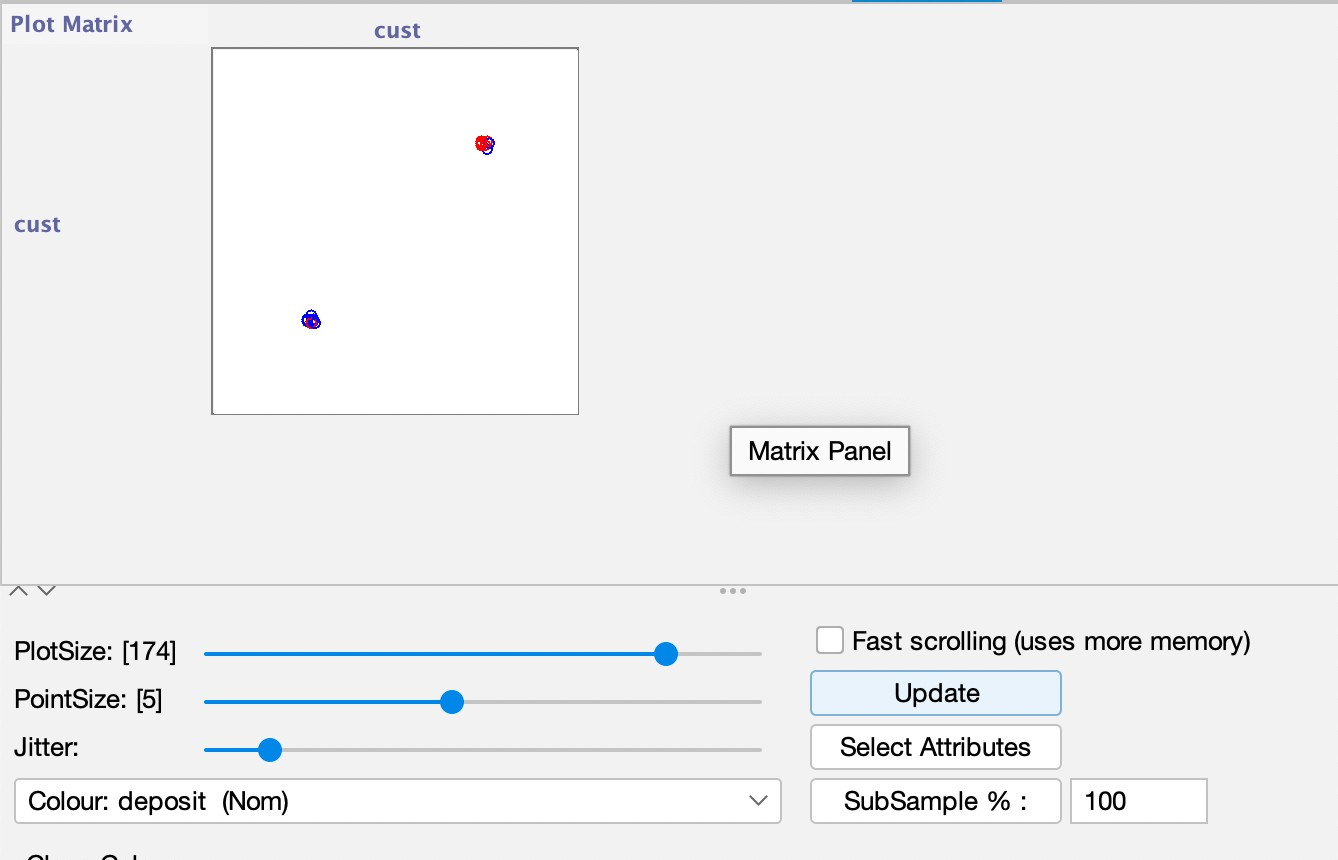 Plot Matrix
cust
cust
Matrix Panel
PlotSize: [174]
Fast scrolling (uses more memory)
PointSize: [5]
Update
Jitter:
Select Attributes
Colour: deposit (Nom)
SubSample % :
100